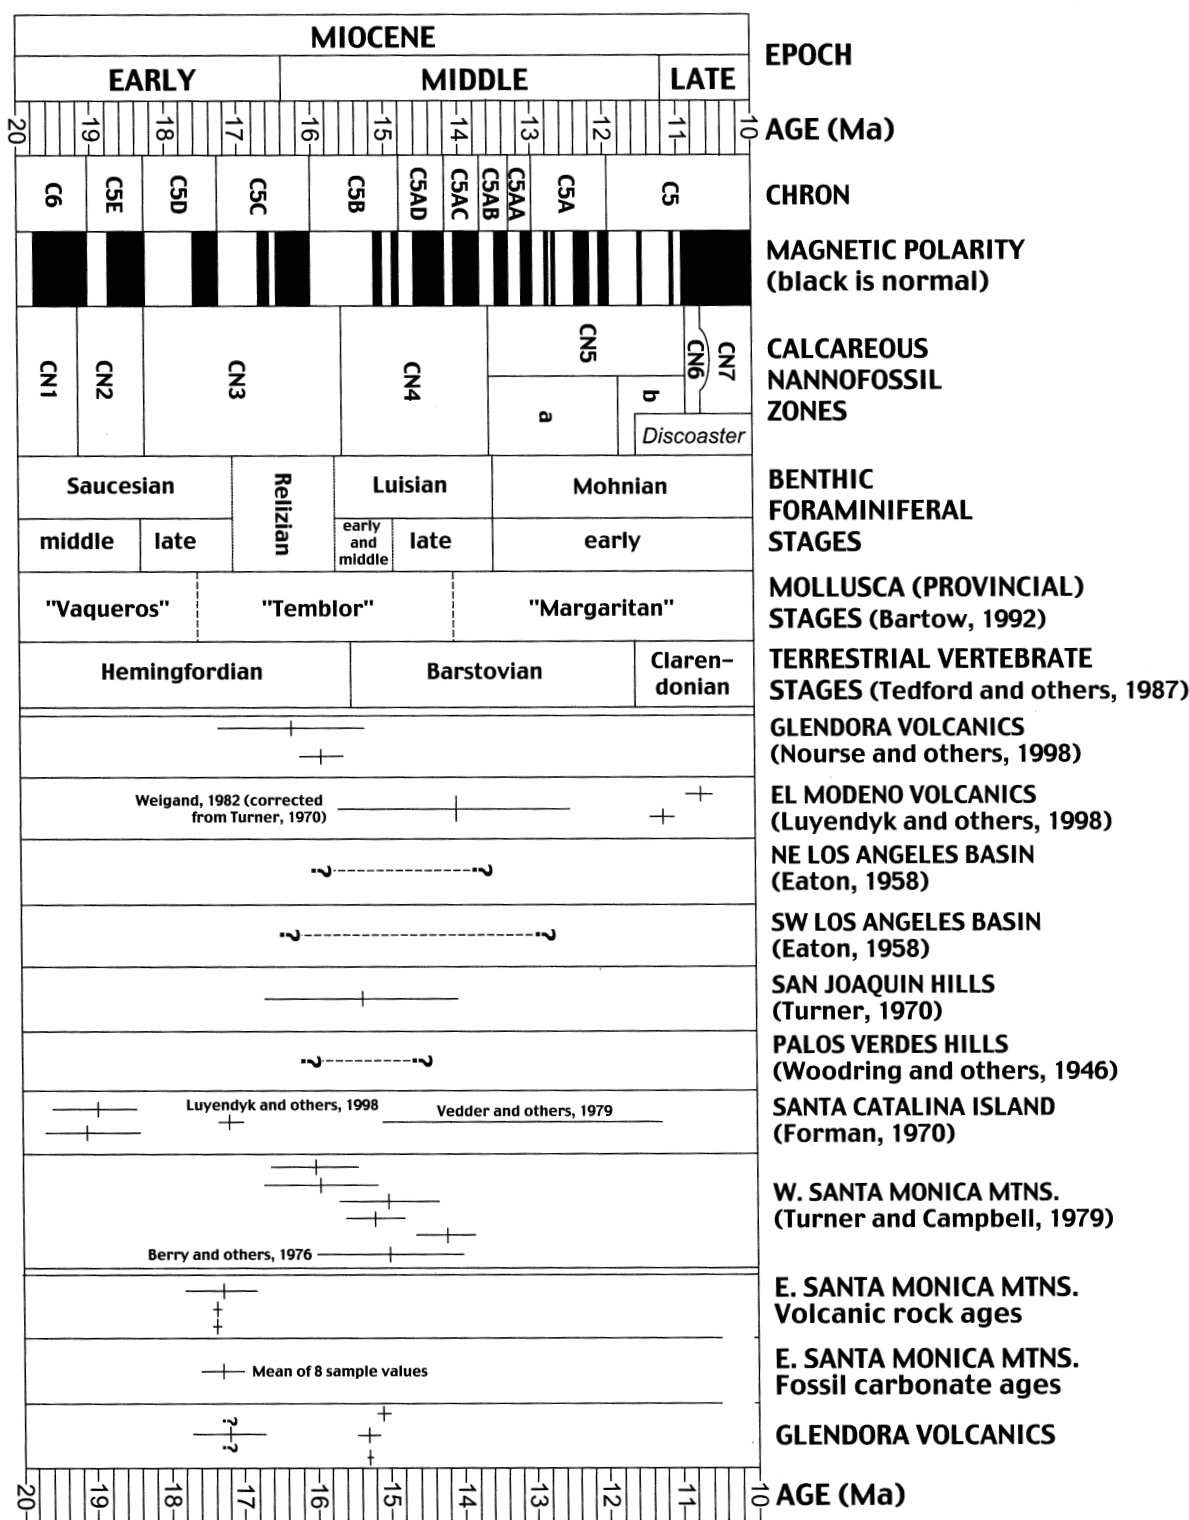 MIOCENE
EPOCH
EARLY MIDDLE LATE
20 19 18 17 16 15 14 13 12 11 10 AGE (Ma)
C6 C5E C5D C5C C5B C5AD C5AC C5AB C5AA C5A C5 CHRON
MAGNETIC POLARITY
(black is normal)
CN1 CN2 CN3 CN4 CN5 CN6 CN7
a b
Discoaster
CALCAREOUS
NANNOFOSSIL
ZONES
Saucesian Relizian Luisian Mohnian
middle late early and middle late early
BENTHIC
FORAMINIFERAL
STAGES
"Vaqueros" "Temblor" "Margaritan"
MOLLUSCA (PROVINCIAL)
STAGES (Bartow, 1992)
Hemingfordian Barstovian Claren-
donian
TERRESTRIAL VERTEBRATE
STAGES (Tedford and others, 1987)
GLENDORA VOLCANICS
(Nourse and others, 1998)
Weigand, 1982 (corrected
from Turner, 1970)
EL MODENO VOLCANICS
(Luyendyk and others, 1998)
? ?
NE LOS ANGELES BASIN
(Eaton, 1958)
? ?
SW LOS ANGELES BASIN
(Eaton, 1958)
SAN JOAQUIN HILLS
(Turner, 1970)
? ?
PALOS VERDES HILLS
(Woodring and others, 1946)
Luyendyk and others, 1998
Vedder and others, 1979
SANTA CATALINA ISLAND
(Forman, 1970)
W. SANTA MONICA MTNS.
(Turner and Campbell, 1979)
Berry and others, 1976
E. SANTA MONICA MTNS.
Volcanic rock ages
Mean of 8 sample values
E. SANTA MONICA MTNS.
Fossil carbonate ages
? ?
GLENDORA VOLCANICS
20 19 18 17 16 15 14 13 12 11 10 AGE (Ma)